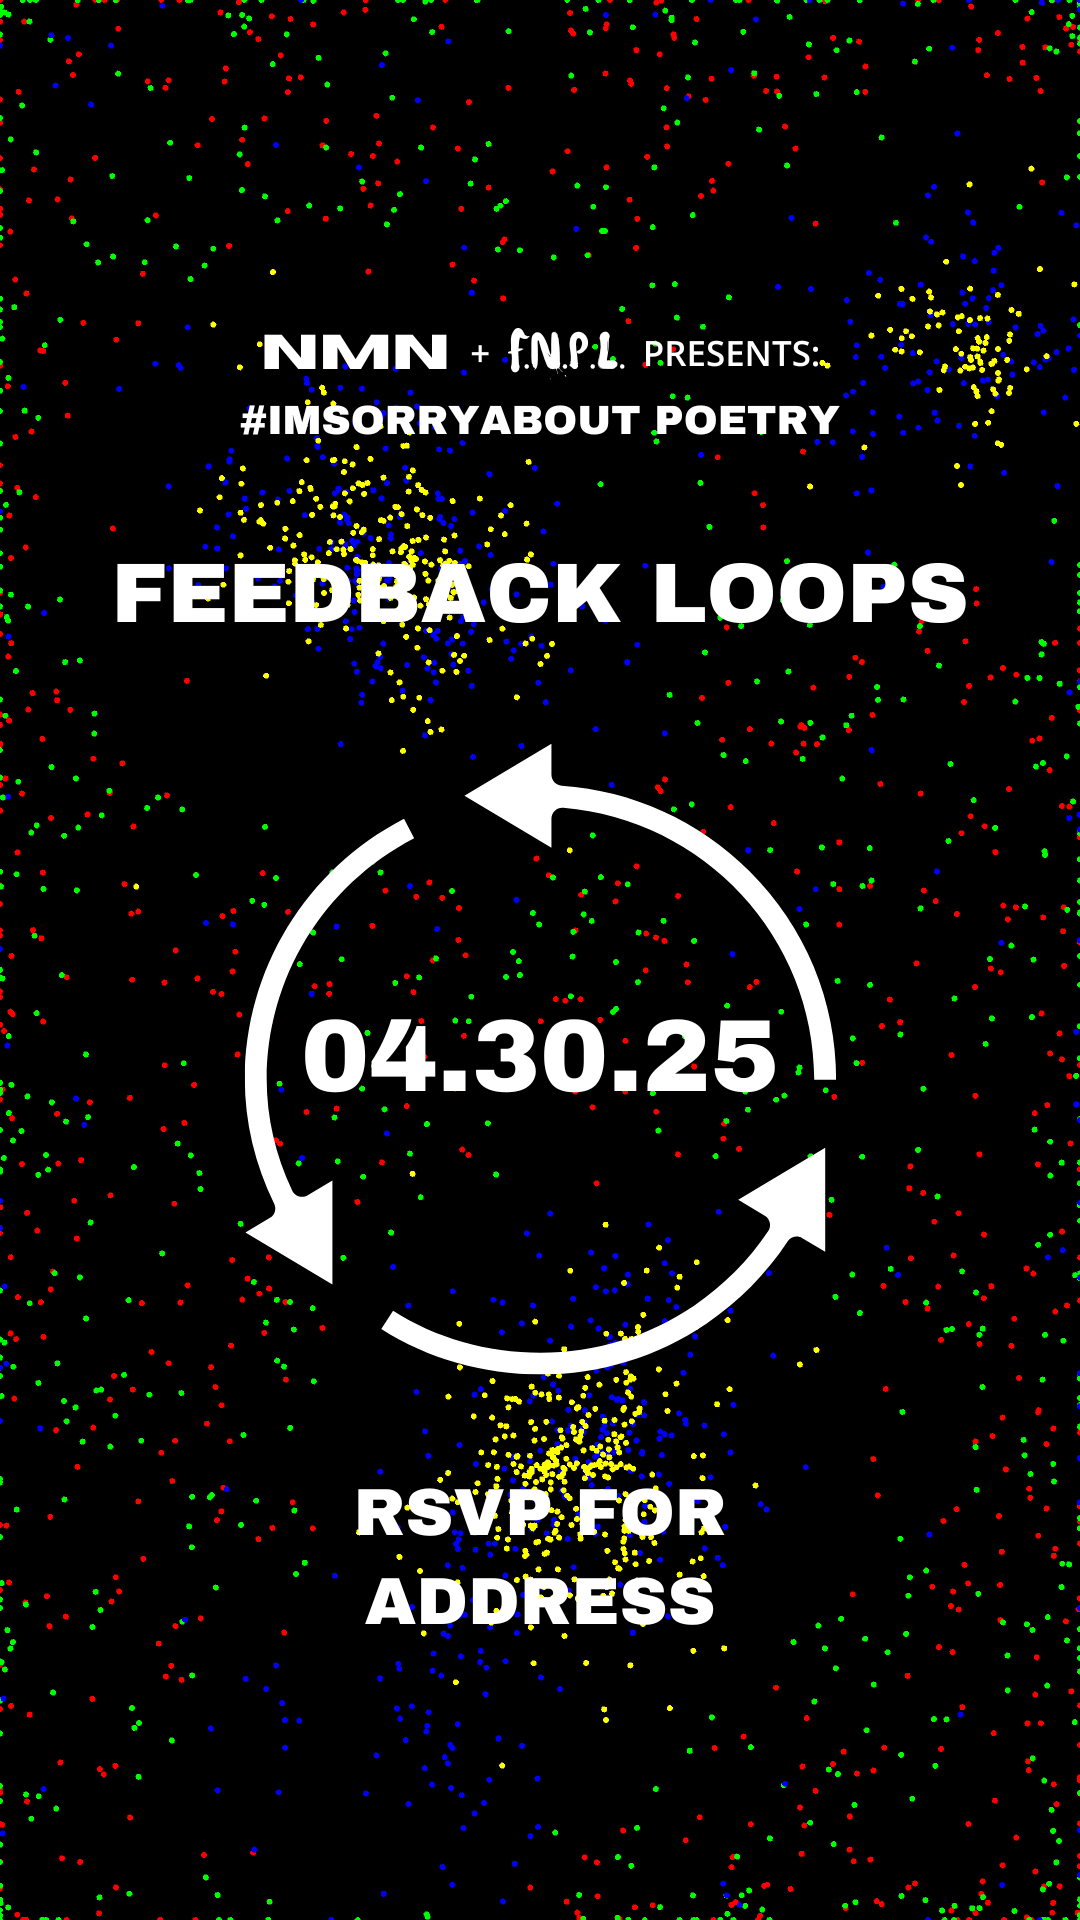 NMN + F.N.P.L. PRESENTS:
#IMSORRYABOUT POETRY
FEEDBACK LOOPS
04.30.25
RSVP FOR
ADDRESS